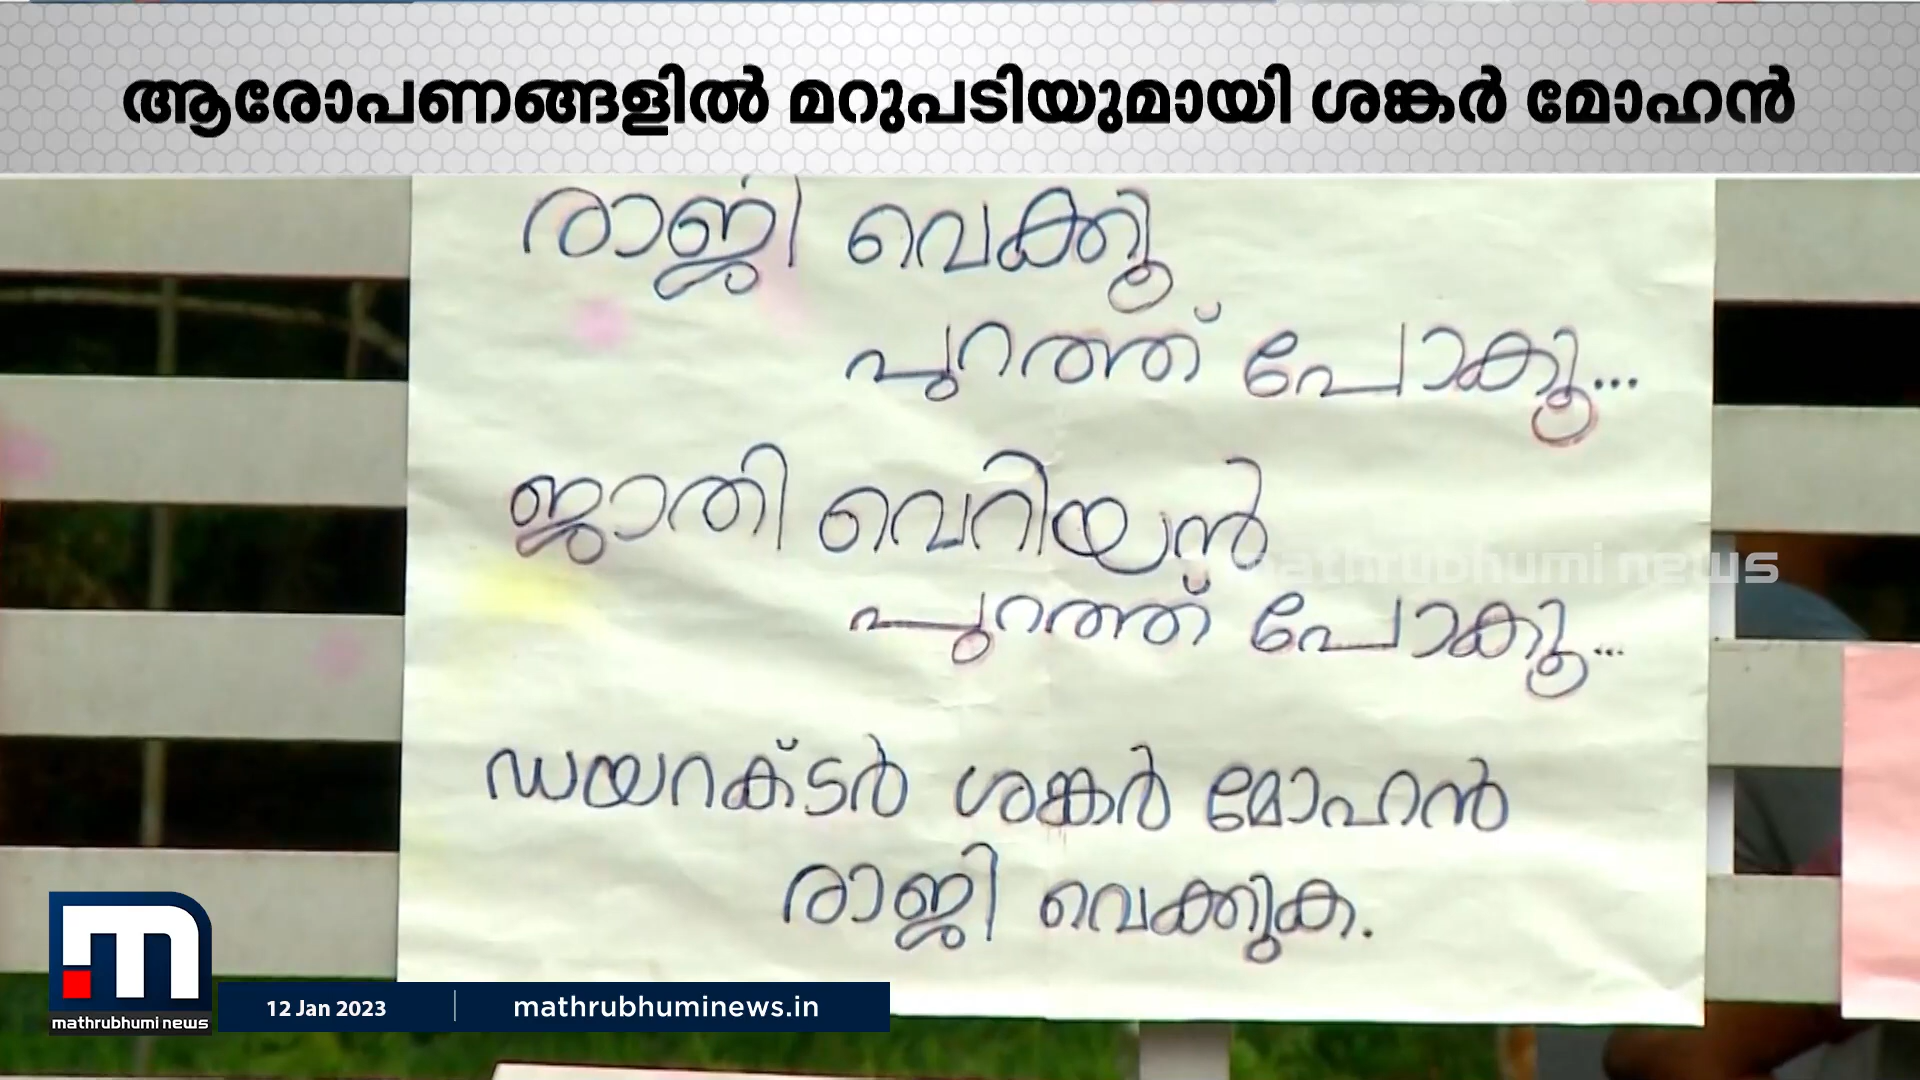 ആരോപണങ്ങളിൽ മറുപടിയുമായി ശങ്കർ മോഹൻ
രാജി വെക്കൂ
പുറത്ത് പോകൂ...
ജാതി വെറിയൻ
mathrubhumi news
പുറത്ത് പോകൂ...
ഡയറക്ടർ ശങ്കർ മോഹൻ
രാജി വെക്കുക.
mathrubhumi news
12 Jan 2023
mathrubhuminews.in